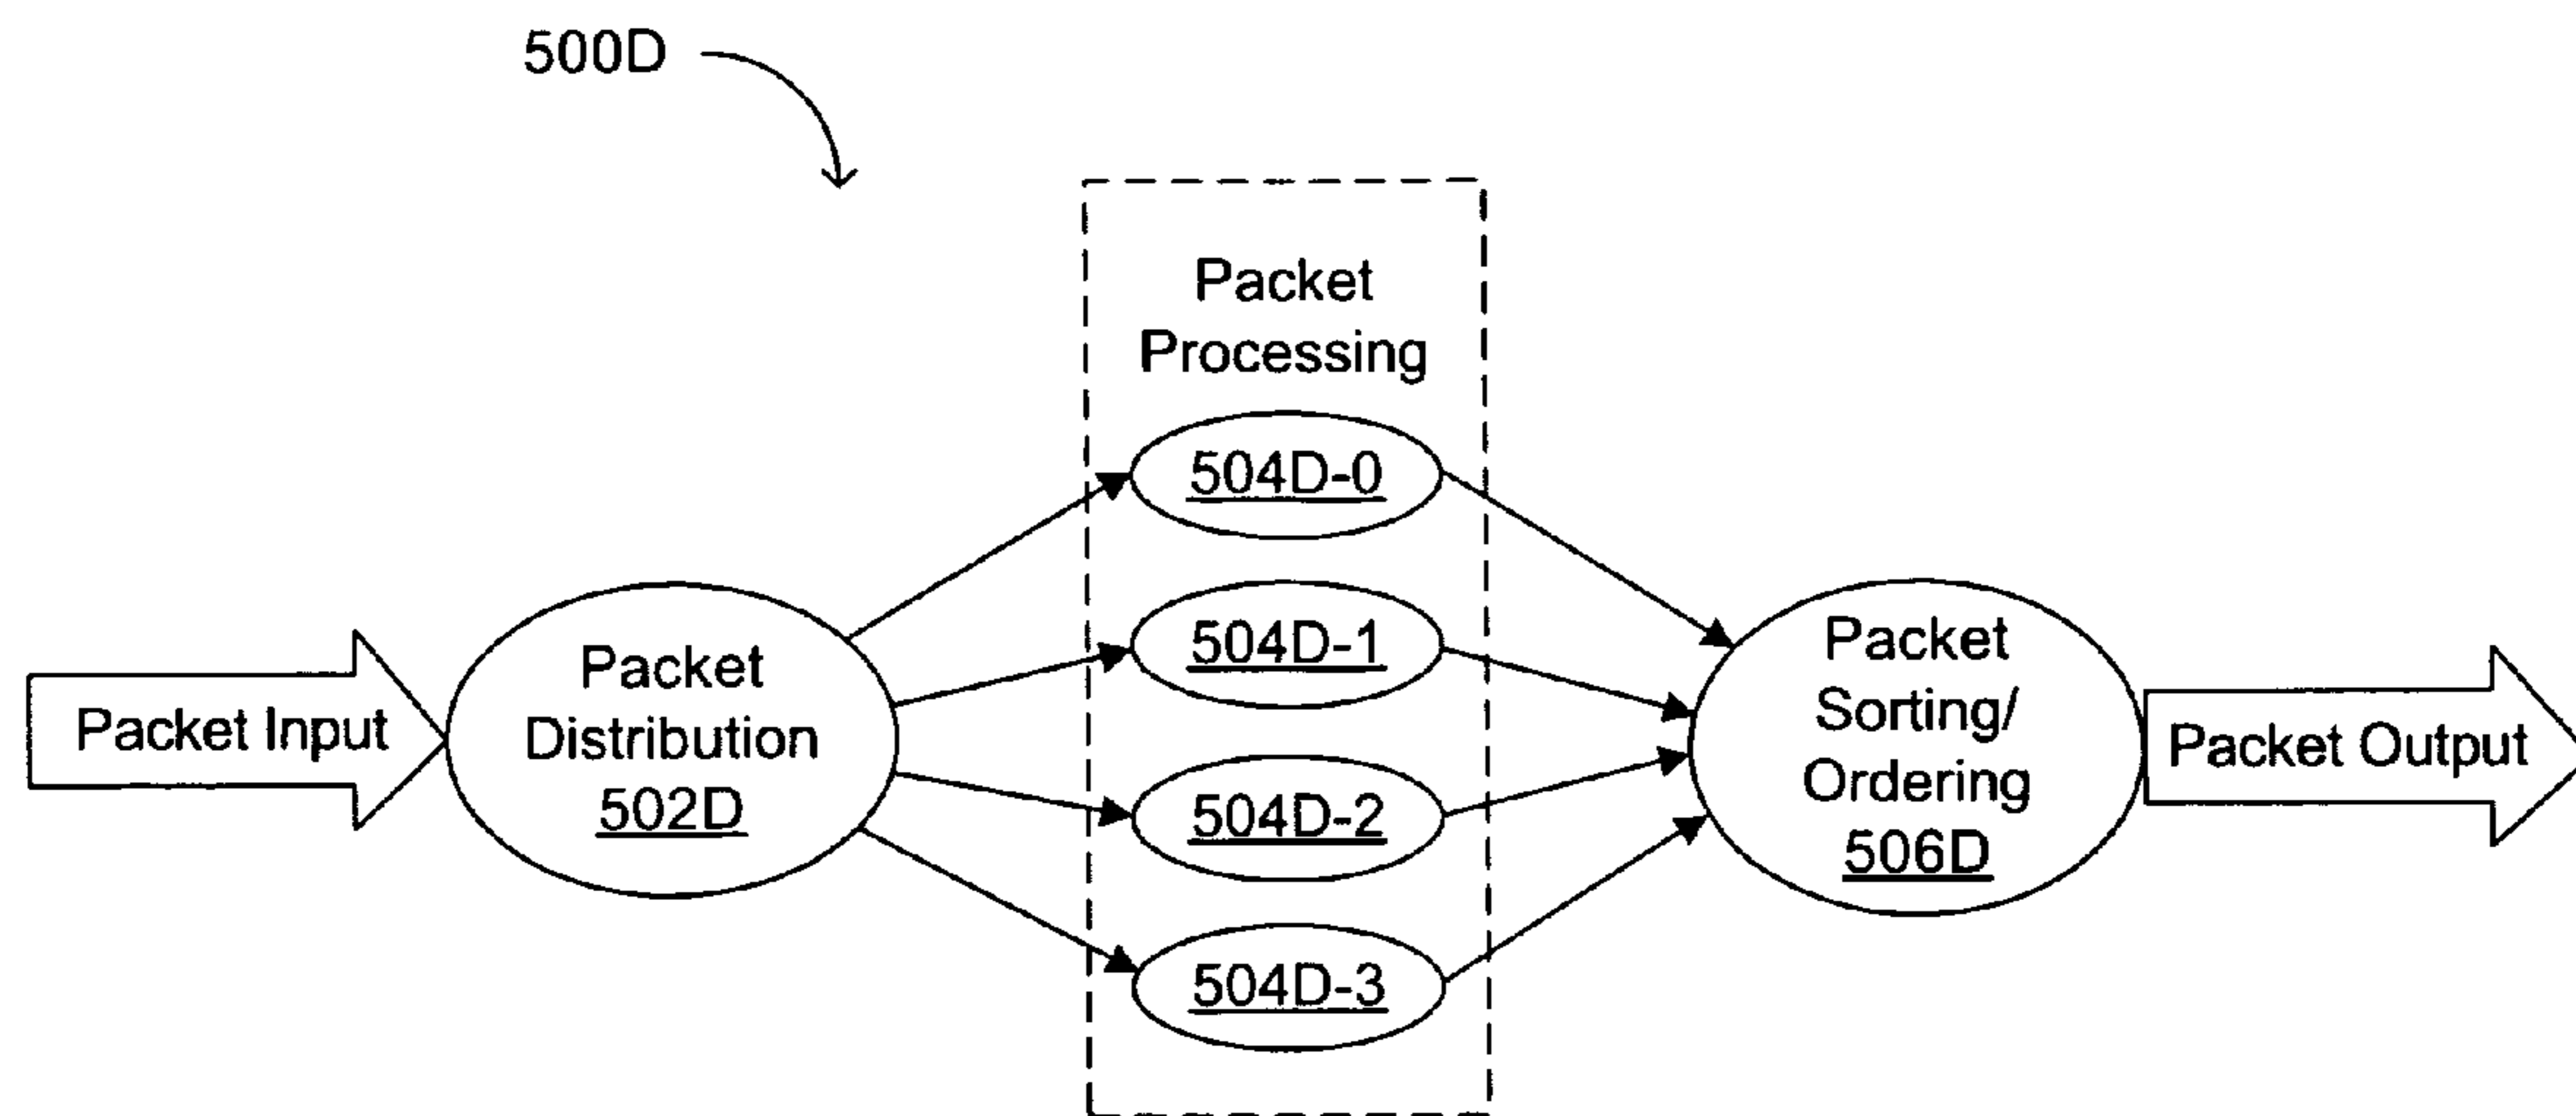 500D
Packet
Processing
504D-0
504D-1
504D-2
504D-3
Packet Input
Packet
Distribution
502D
Packet
Sorting/
Ordering
506D
Packet Output